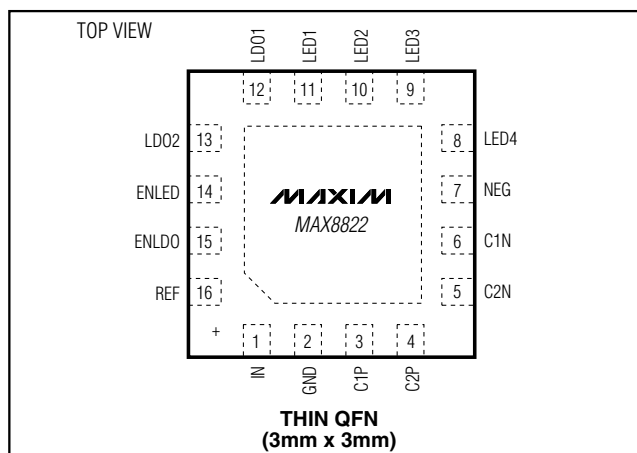 TOP VIEW
LDO1 LED1 LED2 LED3
12 11 10 9
LDO2 13
ENLED 14
ENLDO 15
REF 16
8 LED4
7 NEG
6 C1N
5 C2N
MAXIM
MAX8822
+
1 2 3 4
IN GND C1P C2P
THIN QFN
(3mm x 3mm)